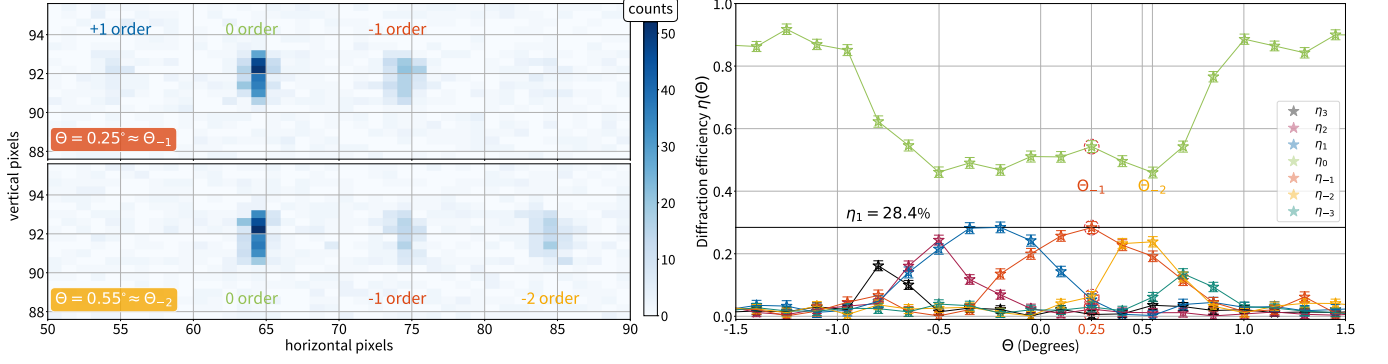 counts
+1 order 0 order -1 order
94
92
90
88
Θ = 0.25° ≈ Θ₋₁
94
92
90
88
Θ = 0.55° ≈ Θ₋₂
0 order -1 order -2 order
50 55 60 65 70 75 80 85 90
horizontal pixels
vertical pixels
50
40
30
20
10
0
Diffraction efficiency η(Θ)
1.0
0.8
0.6
0.4
0.2
0.0
Θ₋₁ Θ₋₂
η₁ = 28.4%
η₃
η₂
η₁
η₀
η₋₁
η₋₂
η₋₃
-1.5 -1.0 -0.5 0.0 0.25 0.5 1.0 1.5
Θ (Degrees)